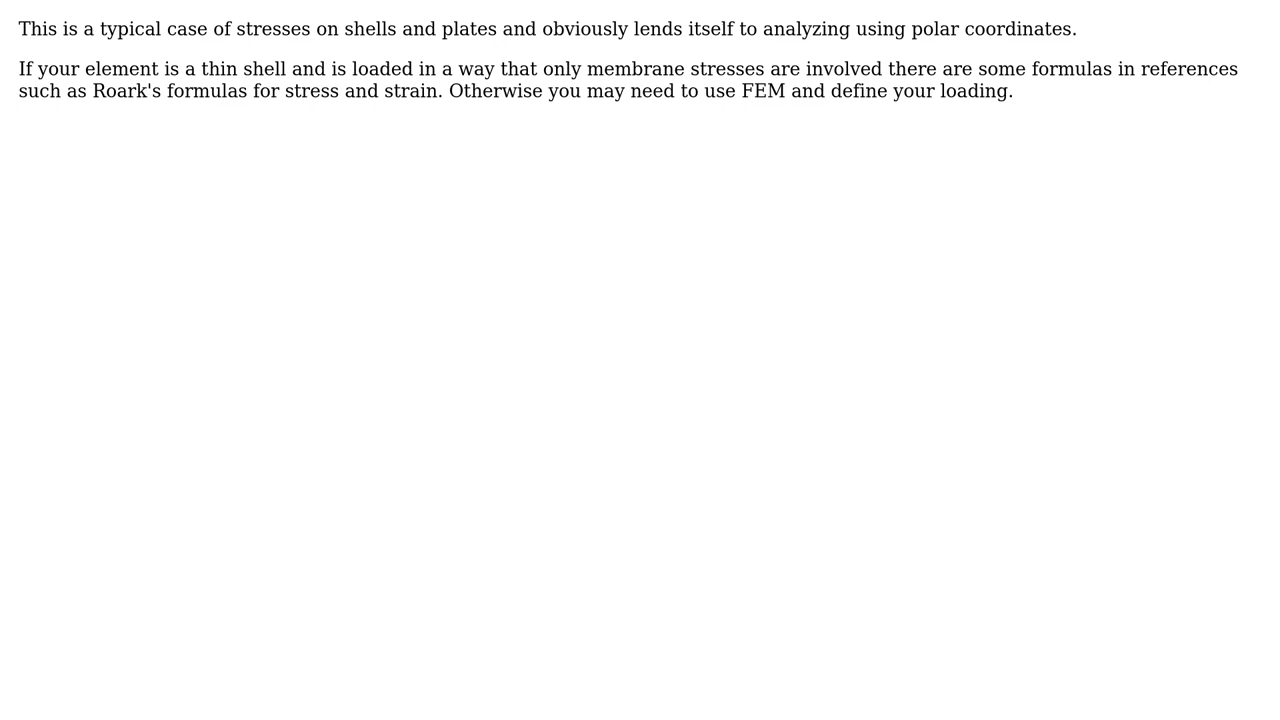 This is a typical case of stresses on shells and plates and obviously lends itself to analyzing using polar coordinates.
If your element is a thin shell and is loaded in a way that only membrane stresses are involved there are some formulas in references
such as Roark's formulas for stress and strain. Otherwise you may need to use FEM and define your loading.